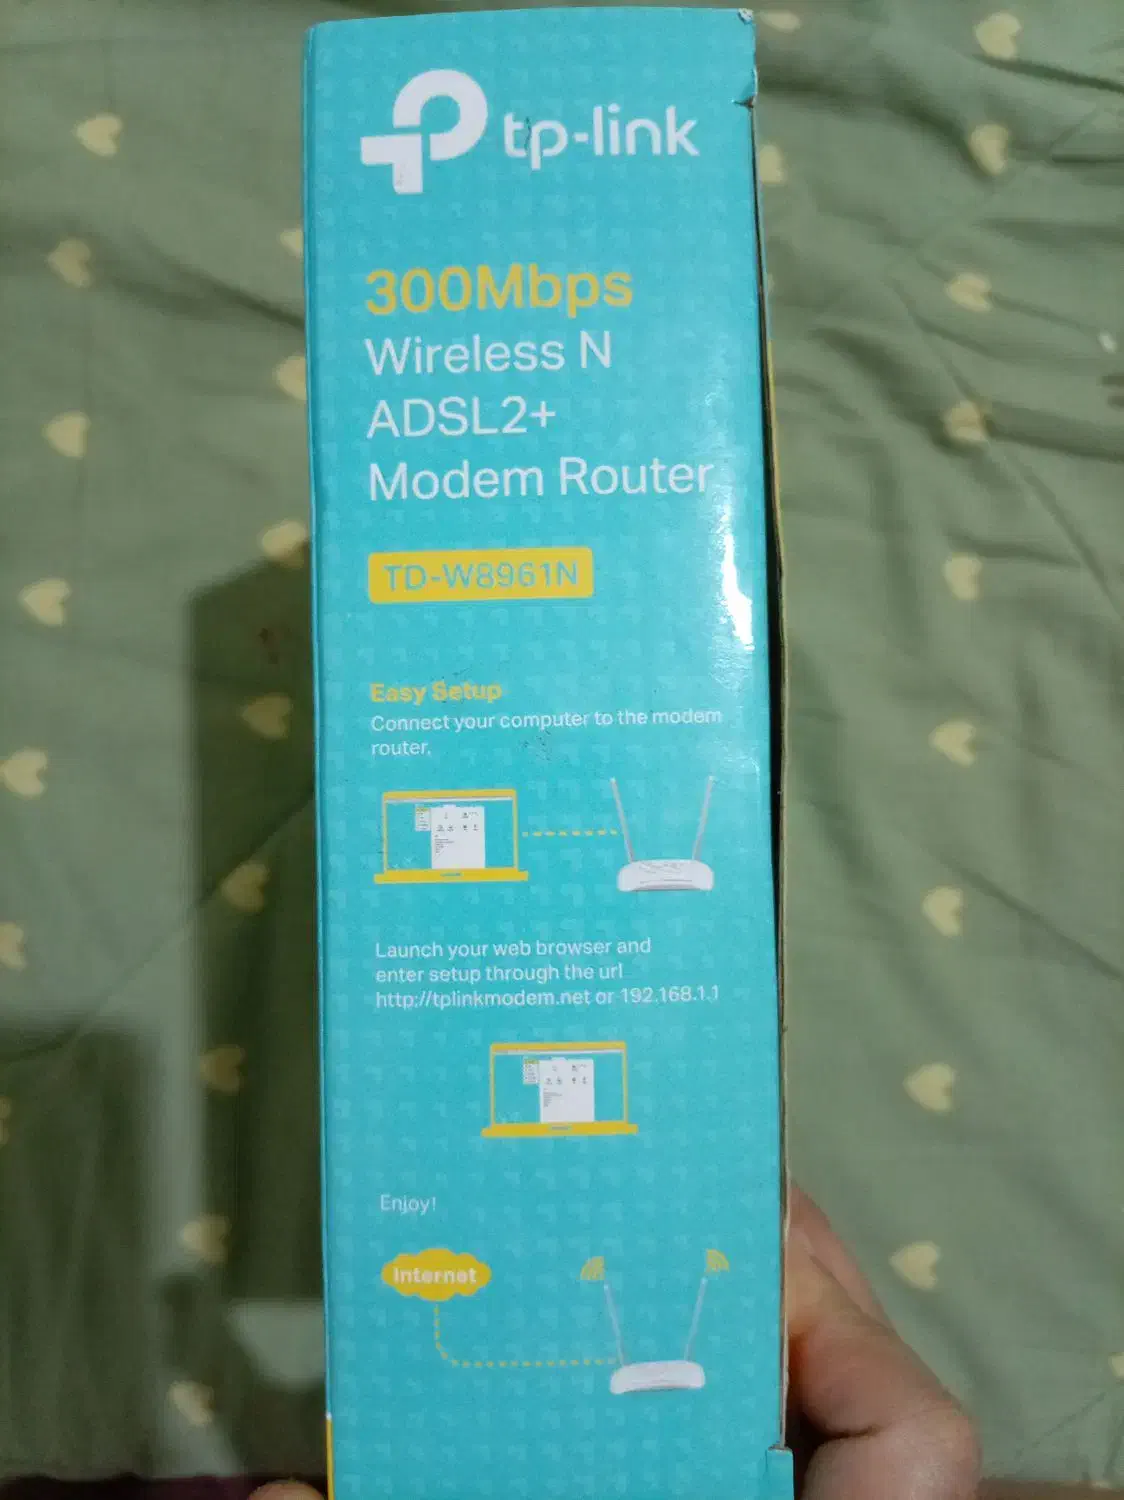 tp-link
300Mbps
Wireless N
ADSL2+
Modem Router
TD-W8961N
Easy Setup
Connect your computer to the modem
router.
Launch your web browser and
enter setup through the url
http://tplinkmodem.net or 192.168.1.1
Enjoy!
Internet